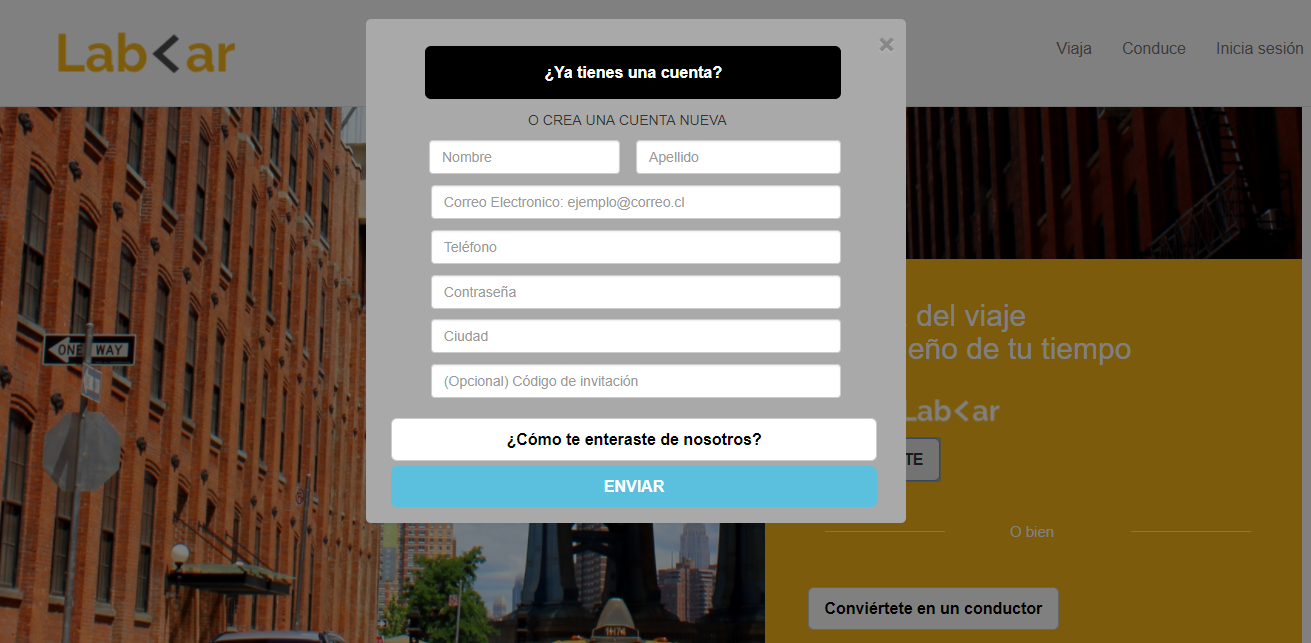 Lab<ar
Viaja Conduce Inicia sesión
×
¿Ya tienes una cuenta?
O CREA UNA CUENTA NUEVA
Nombre Apellido
Correo Electronico: ejemplo@correo.cl
Teléfono
Contraseña
Ciudad
(Opcional) Código de invitación
¿Cómo te enteraste de nosotros?
ENVIAR
ONE WAY
del viaje
eño de tu tiempo
Lab<ar
TE
O bien
Conviértete en un conductor